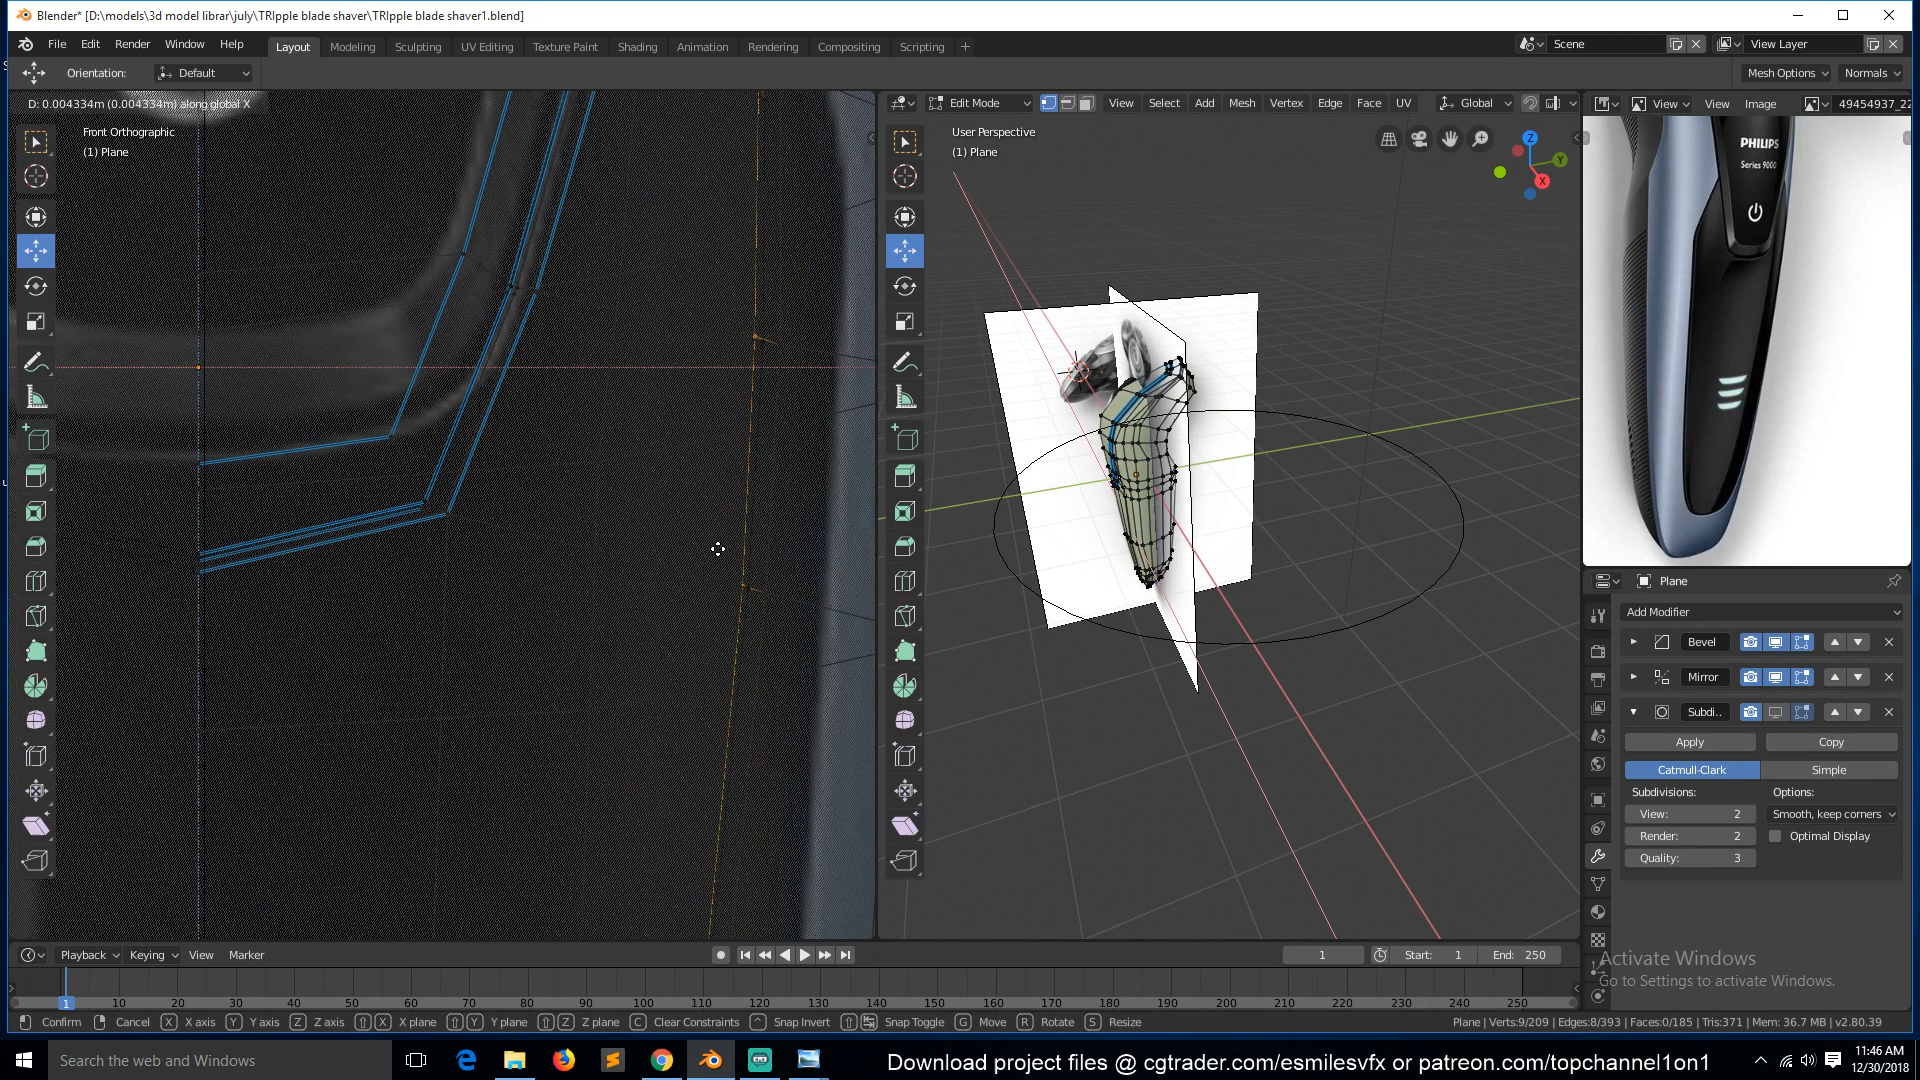 Blender* [D:\models\3d model librar\july\TRIpple blade shaver\TRIpple blade shaver1.blend]
File Edit Render Window Help Layout Modeling Sculpting UV Editing Texture Paint Shading Animation Rendering Compositing Scripting + Scene View Layer
Orientation: Default Mesh Options Normals
D: 0.004334m (0.004334m) along global X
Edit Mode View Select Add Mesh Vertex Edge Face UV Global View View Image 49454937_22
Front Orthographic
(1) Plane
User Perspective
(1) Plane
Z
Y
X
PHILIPS
Series 9000
Plane
Add Modifier
Bevel
Mirror
Subdi..
Apply Copy
Catmull-Clark Simple
Subdivisions: Options:
View: 2 Smooth, keep corners
Render: 2 Optimal Display
Quality: 3
Playback Keying View Marker 1 Start: 1 End: 250
1 10 20 30 40 50 60 70 80 90 100 110 120 130 140 150 160 170 180 190 200 210 220 230 240 250
Activate Windows
Go to Settings to activate Windows.
Confirm Cancel X X axis Y Y axis Z Z axis X X plane Y Y plane Z Z plane C Clear Constraints Snap Invert Snap Toggle G Move R Rotate S Resize
Plane | Verts:9/209 | Edges:8/393 | Faces:0/185 | Tris:371 | Mem: 36.7 MB | v2.80.39
Search the web and Windows
Download project files @ cgtrader.com/esmilesvfx or patreon.com/topchannel1on1
11:46 AM
12/30/2018